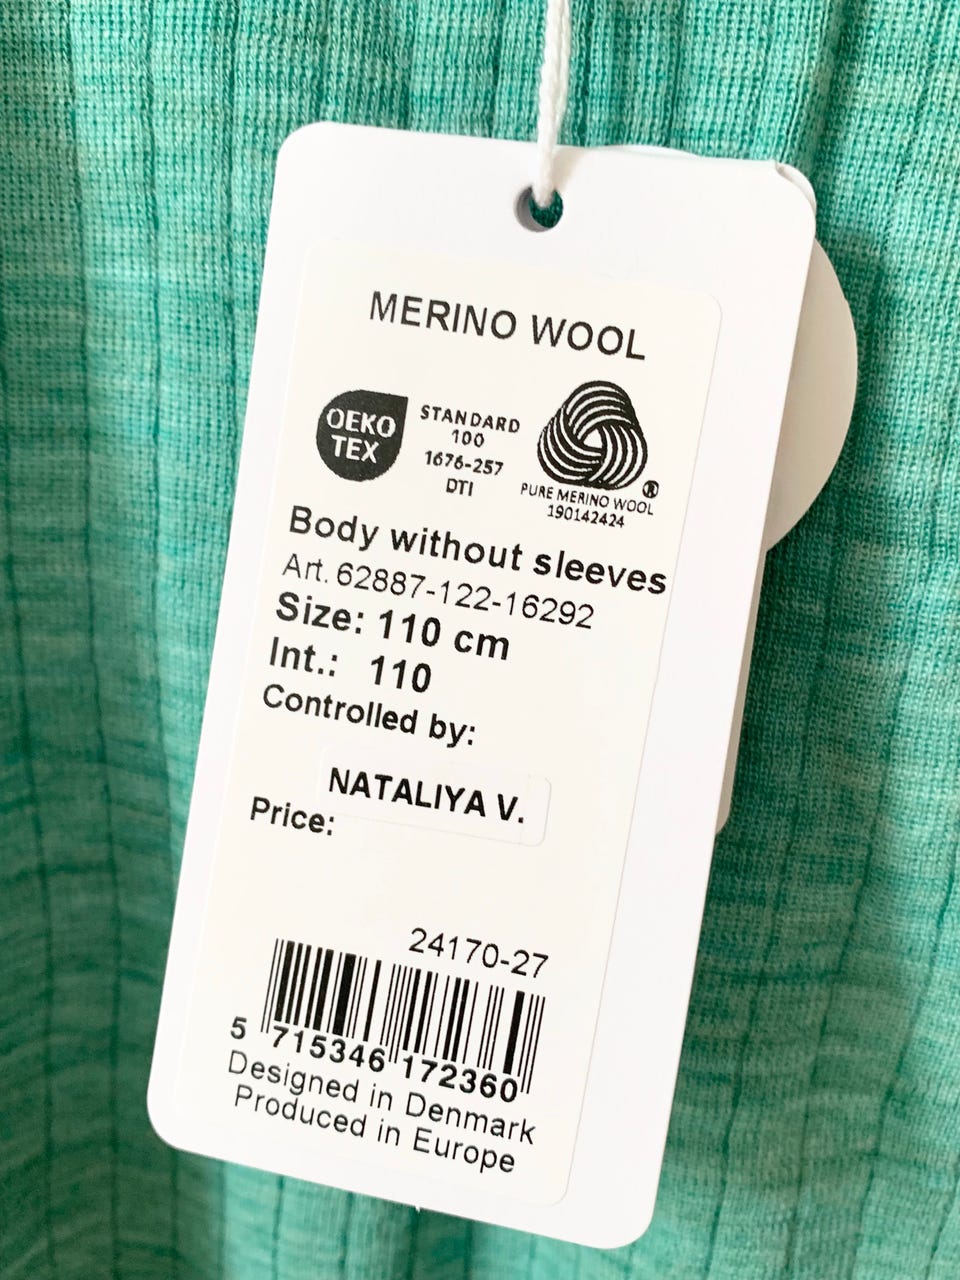 MERINO WOOL
OEKO
TEX
STANDARD
100
1676-257
DTI
®
PURE MERINO WOOL
190142424
Body without sleeves
Art. 62887-122-16292
Size: 110 cm
Int.: 110
Controlled by:
NATALIYA V.
Price:
24170-27
5 715346 172360
Designed in Denmark
Produced in Europe